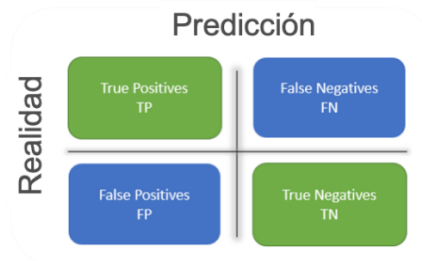 Predicción
Realidad
True Positives
TP
False Negatives
FN
False Positives
FP
True Negatives
TN